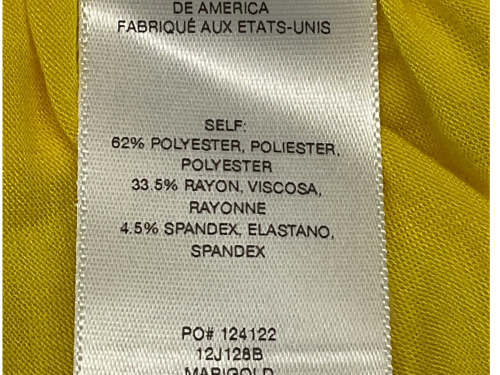 DE AMERICA
FABRIQUÉ AUX ETATS-UNIS
SELF:
62% POLYESTER, POLIESTER,
POLYESTER
33.5% RAYON, VISCOSA,
RAYONNE
4.5% SPANDEX, ELASTANO,
SPANDEX
PO# 124122
12J128B
MARIGOLD